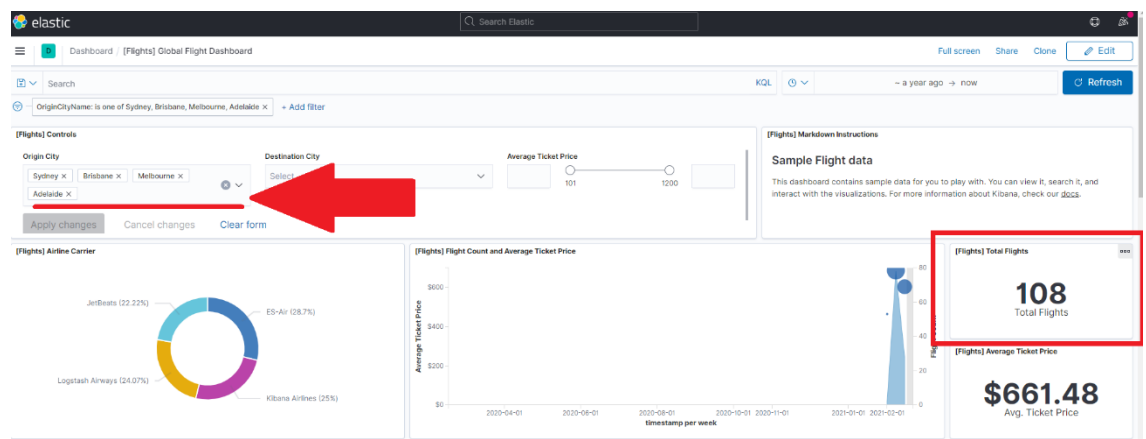 elastic
Search Elastic
D
Dashboard / [Flights] Global Flight Dashboard
Full screen Share Clone Edit
Search
KQL
~ a year ago → now
Refresh
OriginCityName: is one of Sydney, Brisbane, Melbourne, Adelaide ×
+ Add filter
[Flights] Controls
Origin City
Sydney × Brisbane × Melbourne ×
Adelaide ×
Destination City
Select
Average Ticket Price
101 1200
Apply changes Cancel changes Clear form
[Flights] Markdown Instructions
Sample Flight data
This dashboard contains sample data for you to play with. You can view it, search it, and
interact with the visualizations. For more information about Kibana, check our docs.
[Flights] Airline Carrier
JetBeats (22.22%)
ES-Air (28.7%)
Logstash Airways (24.07%)
Kibana Airlines (25%)
[Flights] Flight Count and Average Ticket Price
Average Ticket Price
$600
$400
$200
$0
80
60
40
20
0
2020-04-01 2020-06-01 2020-08-01 2020-10-01 2020-11-01 2021-01-01 2021-02-01
timestamp per week
[Flights] Total Flights
108
Total Flights
[Flights] Average Ticket Price
$661.48
Avg. Ticket Price